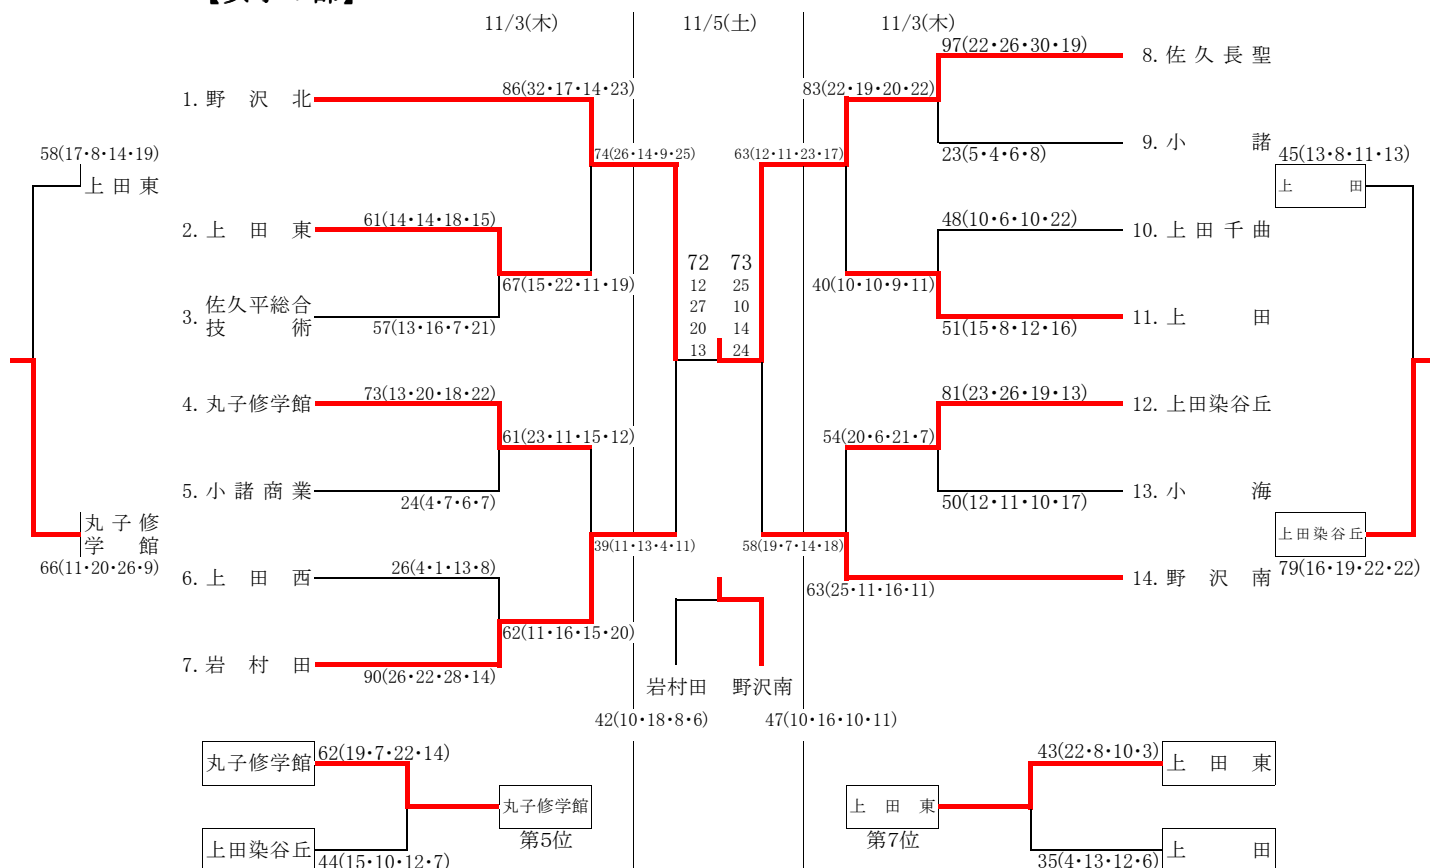 11/3(木)
11/5(土)
11/3(木)
97(22・26・30・19)
8. 佐久長聖
86(32・17・14・23)
83(22・19・20・22)
1. 野沢北
58(17・8・14・19)
74(26・14・9・25)
63(12・11・23・17)
23(5・4・6・8)
9. 小諸
45(13・8・11・13)
上田東
上田
2. 上田東
61(14・14・18・15)
48(10・6・10・22)
10. 上田千曲
72 73
12 25
27 10
20 14
13 24
67(15・22・11・19)
40(10・10・9・11)
3. 佐久平総合
技術
57(13・16・7・21)
51(15・8・12・16)
11. 上田
4. 丸子修学館
73(13・20・18・22)
81(23・26・19・13)
12. 上田染谷丘
61(23・11・15・12)
54(20・6・21・7)
5. 小諸商業
24(4・7・6・7)
50(12・11・10・17)
13. 小海
丸子修
学館
66(11・20・26・9)
39(11・13・4・11)
58(19・7・14・18)
上田染谷丘
79(16・19・22・22)
6. 上田西
26(4・1・13・8)
63(25・11・16・11)
14. 野沢南
62(11・16・15・20)
7. 岩村田
90(26・22・28・14)
岩村田 野沢南
42(10・18・8・6)
47(10・16・10・11)
丸子修学館
62(19・7・22・14)
43(22・8・10・3)
上田東
丸子修学館
第5位
上田東
第7位
上田染谷丘
44(15・10・12・7)
35(4・13・12・6)
上田